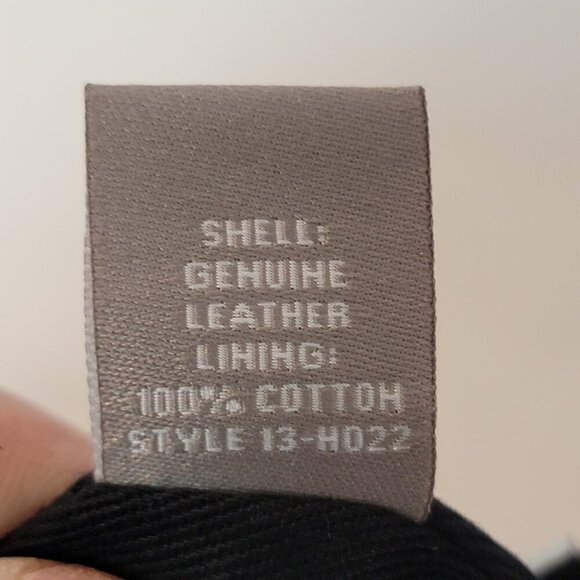 SHELL:
GENUINE
LEATHER
LINING:
100% COTTON
STYLE 13-H022